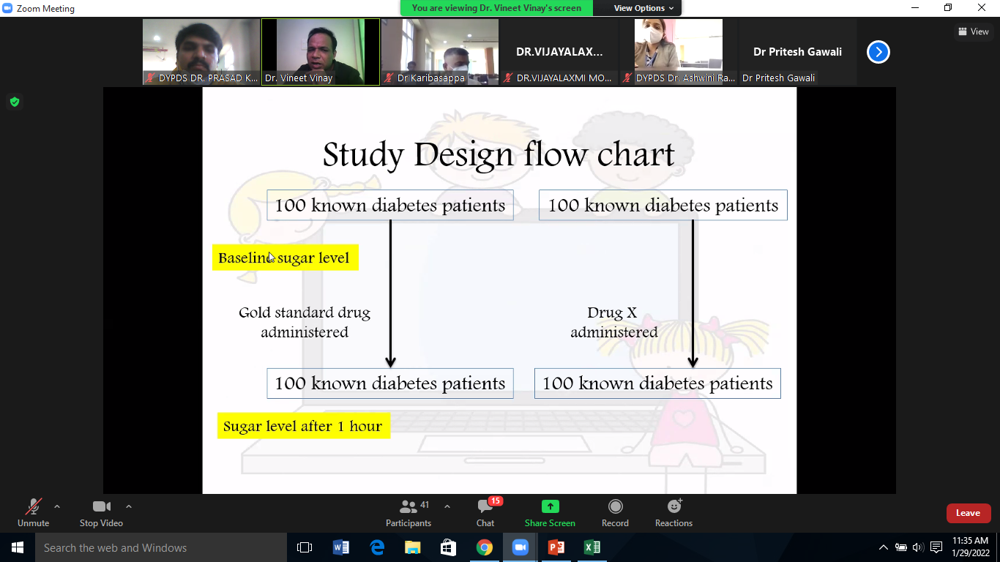 Zoom Meeting
You are viewing Dr. Vineet Vinay's screen
View Options
View
DYPDS DR. PRASAD K...
Dr. Vineet Vinay
Dr Karibasappa
DR.VIJAYALAX...
DR.VIJAYALAXMI MO...
DYPDS Dr. Ashwini Ra...
Dr Pritesh Gawali
Dr Pritesh Gawali
Study Design flow chart
100 known diabetes patients
100 known diabetes patients
Baseline sugar level
Gold standard drug
administered
Drug X
administered
100 known diabetes patients
100 known diabetes patients
Sugar level after 1 hour
Unmute
Stop Video
41
Participants
15
Chat
Share Screen
Record
Reactions
Leave
Search the web and Windows
11:35 AM
1/29/2022